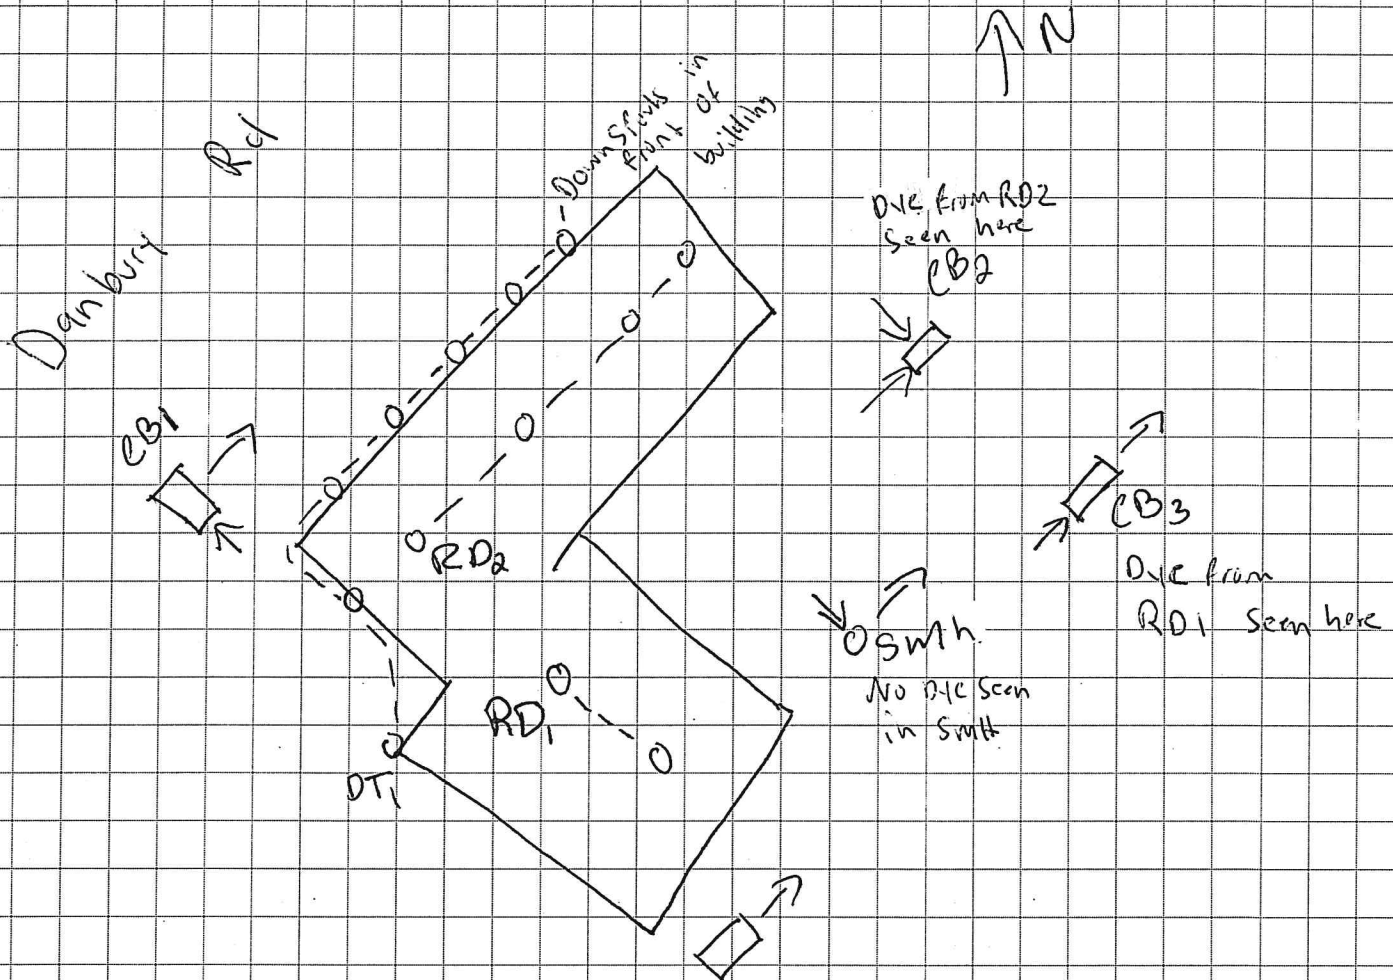 N
Danbury Rd
Downspouts in
front of
building
Dye from RD2
seen here
CB2
CB1
CB3
Dye from
RD1 seen here
RD2
SMH.
No Dye seen
in SMH
RD1
DT1